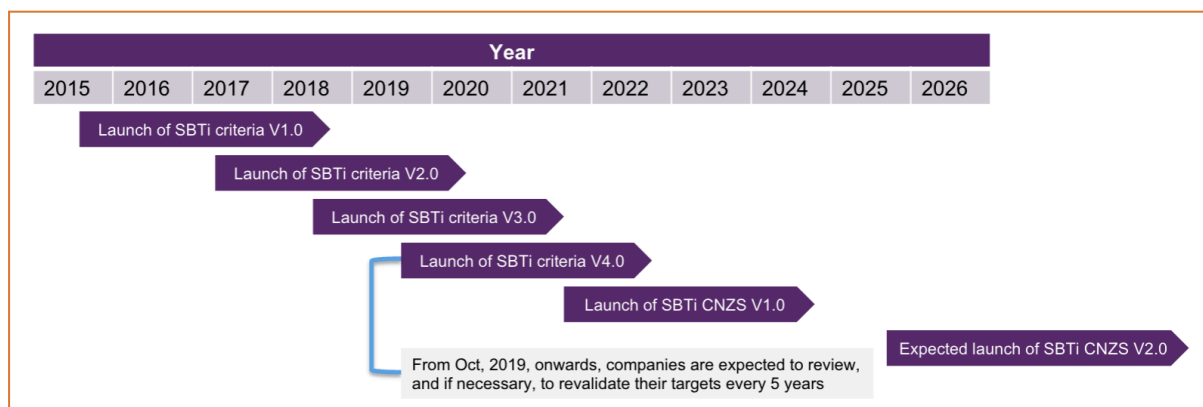 Year
2015 2016 2017 2018 2019 2020 2021 2022 2023 2024 2025 2026
Launch of SBTi criteria V1.0
Launch of SBTi criteria V2.0
Launch of SBTi criteria V3.0
Launch of SBTi criteria V4.0
Launch of SBTi CNZS V1.0
Expected launch of SBTi CNZS V2.0
From Oct, 2019, onwards, companies are expected to review,
and if necessary, to revalidate their targets every 5 years